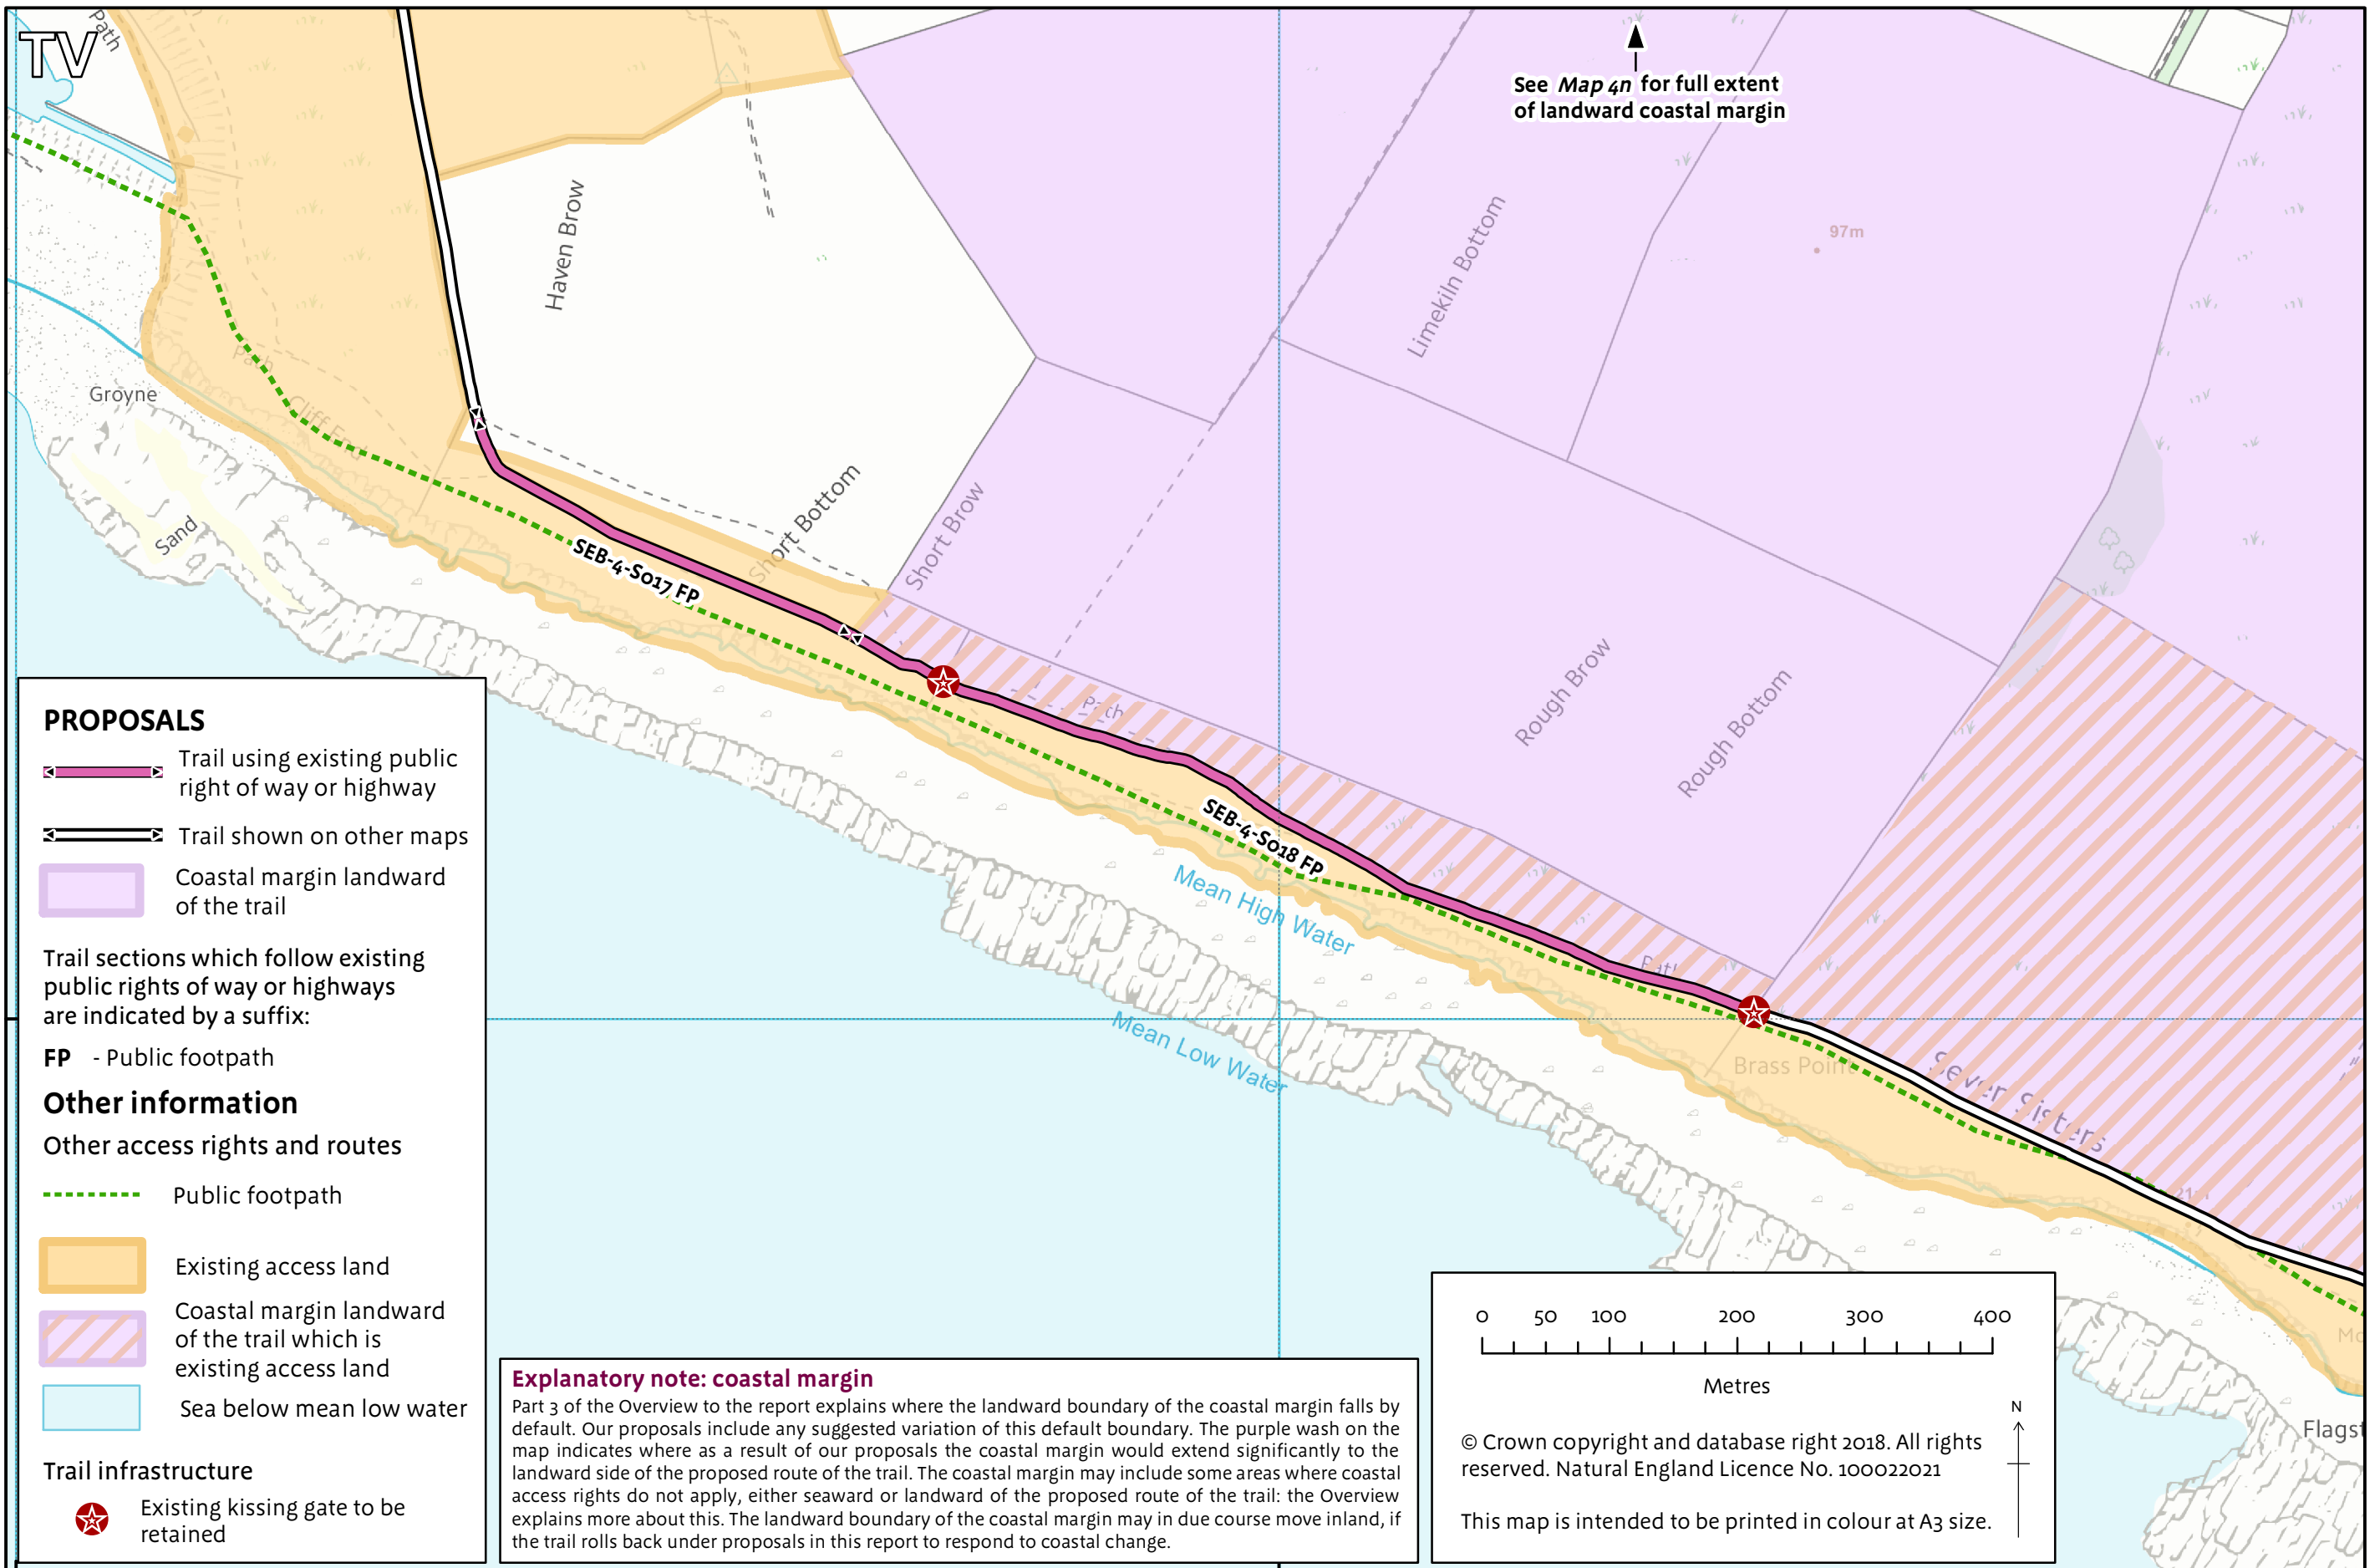 TV
Path
See Map 4n for full extent
of landward coastal margin
97m
Haven Brow
Limekiln Bottom
Groyne
Path
Cliff End
Sand
Short Bottom
Short Brow
SEB-4-S017 FP
Path
Rough Brow
Rough Bottom
SEB-4-S018 FP
Mean High Water
Mean Low Water
Path
Brass Point
Seven Sisters
Flagst
PROPOSALS
Trail using existing public
right of way or highway
Trail shown on other maps
Coastal margin landward
of the trail
Trail sections which follow existing
public rights of way or highways
are indicated by a suffix:
FP - Public footpath
Other information
Other access rights and routes
Public footpath
Existing access land
Coastal margin landward
of the trail which is
existing access land
Sea below mean low water
Trail infrastructure
Existing kissing gate to be
retained
Explanatory note: coastal margin
Part 3 of the Overview to the report explains where the landward boundary of the coastal margin falls by
default. Our proposals include any suggested variation of this default boundary. The purple wash on the
map indicates where as a result of our proposals the coastal margin would extend significantly to the
landward side of the proposed route of the trail. The coastal margin may include some areas where coastal
access rights do not apply, either seaward or landward of the proposed route of the trail: the Overview
explains more about this. The landward boundary of the coastal margin may in due course move inland, if
the trail rolls back under proposals in this report to respond to coastal change.
0 50 100 200 300 400
Metres
N
© Crown copyright and database right 2018. All rights
reserved. Natural England Licence No. 100022021
This map is intended to be printed in colour at A3 size.